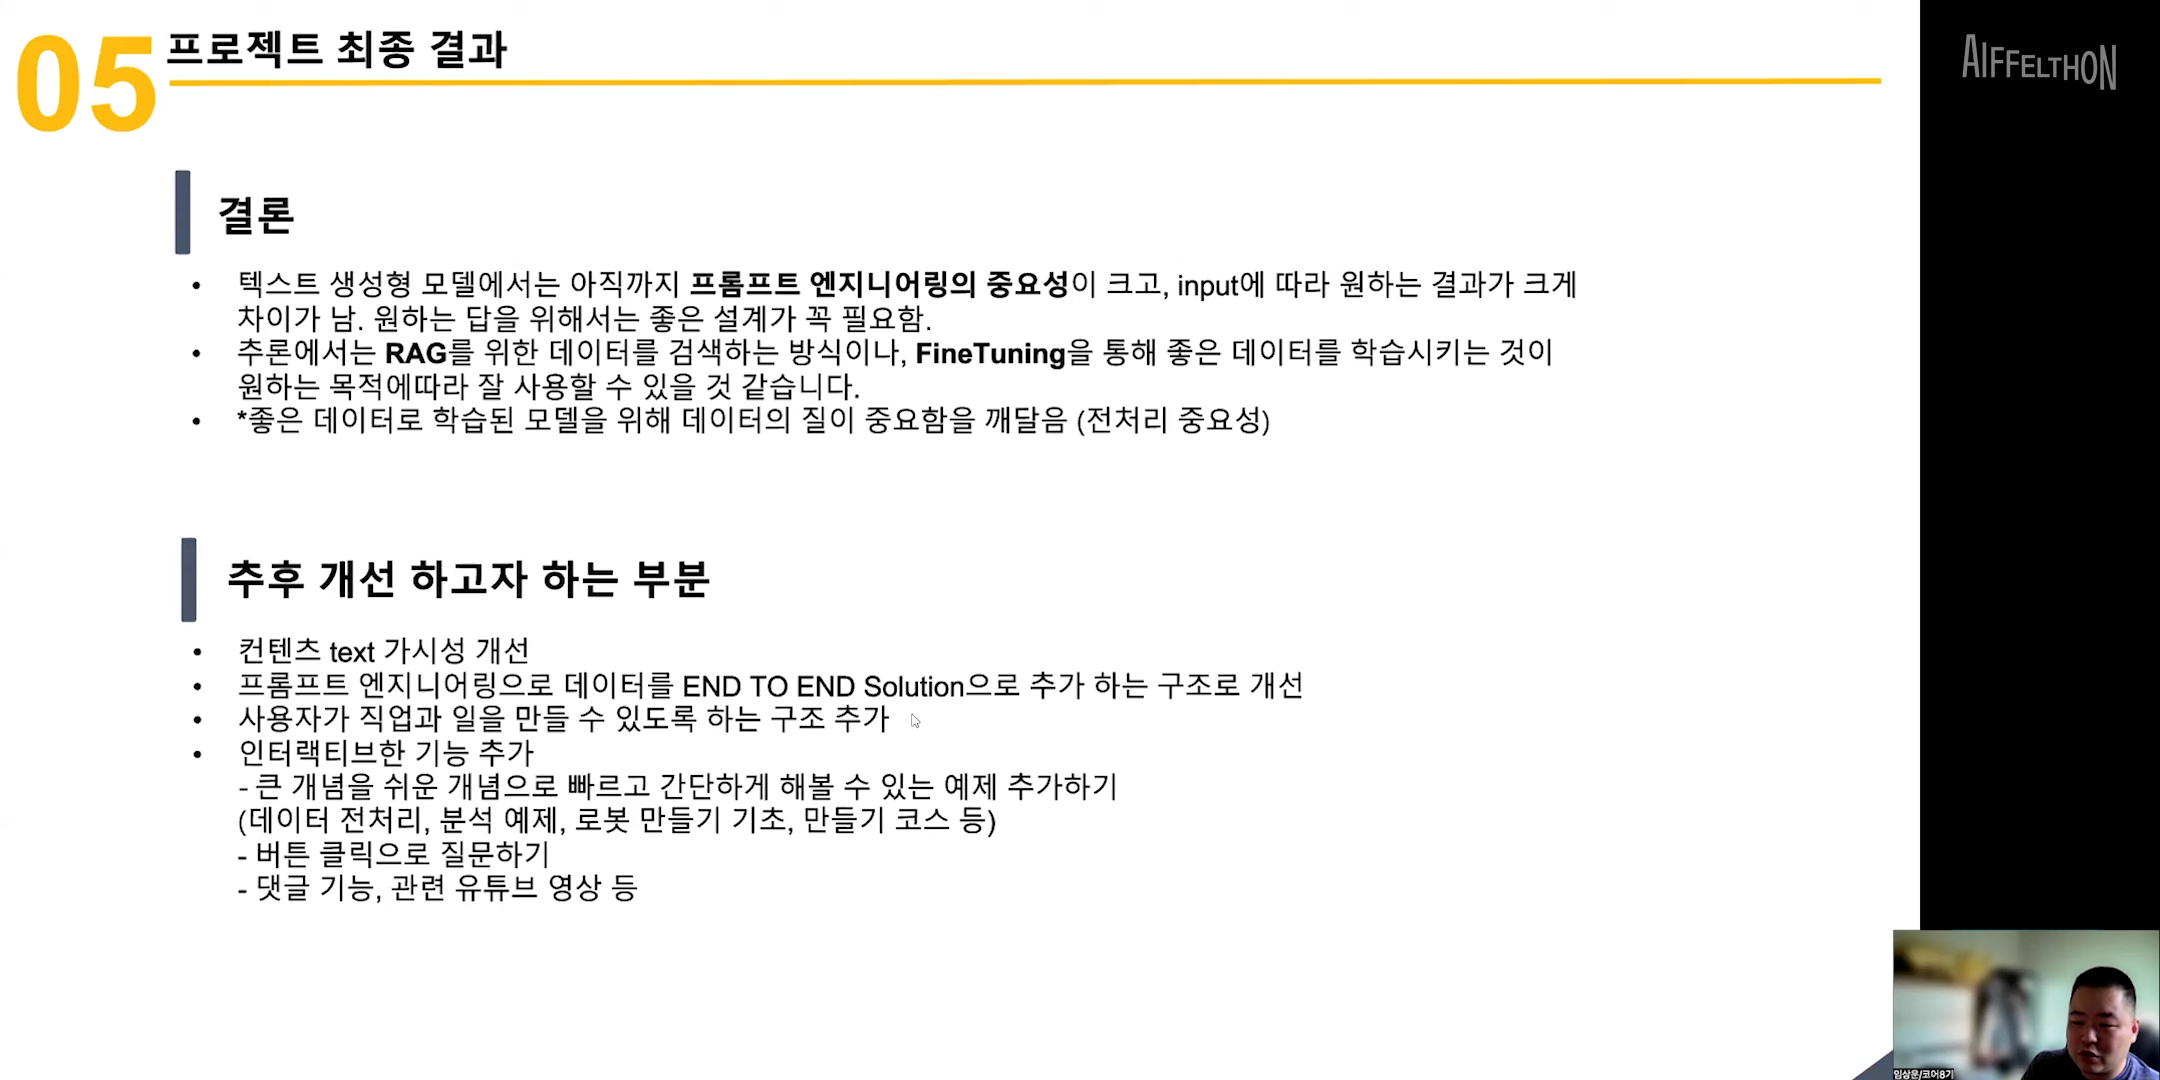 05 프로젝트 최종 결과
AIFFELTHON
결론
• 텍스트 생성형 모델에서는 아직까지 프롬프트 엔지니어링의 중요성이 크고, input에 따라 원하는 결과가 크게
차이가 남. 원하는 답을 위해서는 좋은 설계가 꼭 필요함.
• 추론에서는 RAG를 위한 데이터를 검색하는 방식이나, FineTuning을 통해 좋은 데이터를 학습시키는 것이
원하는 목적에따라 잘 사용할 수 있을 것 같습니다.
• *좋은 데이터로 학습된 모델을 위해 데이터의 질이 중요함을 깨달음 (전처리 중요성)
추후 개선 하고자 하는 부분
• 컨텐츠 text 가시성 개선
• 프롬프트 엔지니어링으로 데이터를 END TO END Solution으로 추가 하는 구조로 개선
• 사용자가 직업과 일을 만들 수 있도록 하는 구조 추가
• 인터랙티브한 기능 추가
- 큰 개념을 쉬운 개념으로 빠르고 간단하게 해볼 수 있는 예제 추가하기
(데이터 전처리, 분석 예제, 로봇 만들기 기초, 만들기 코스 등)
- 버튼 클릭으로 질문하기
- 댓글 기능, 관련 유튜브 영상 등
임상운/코어8기